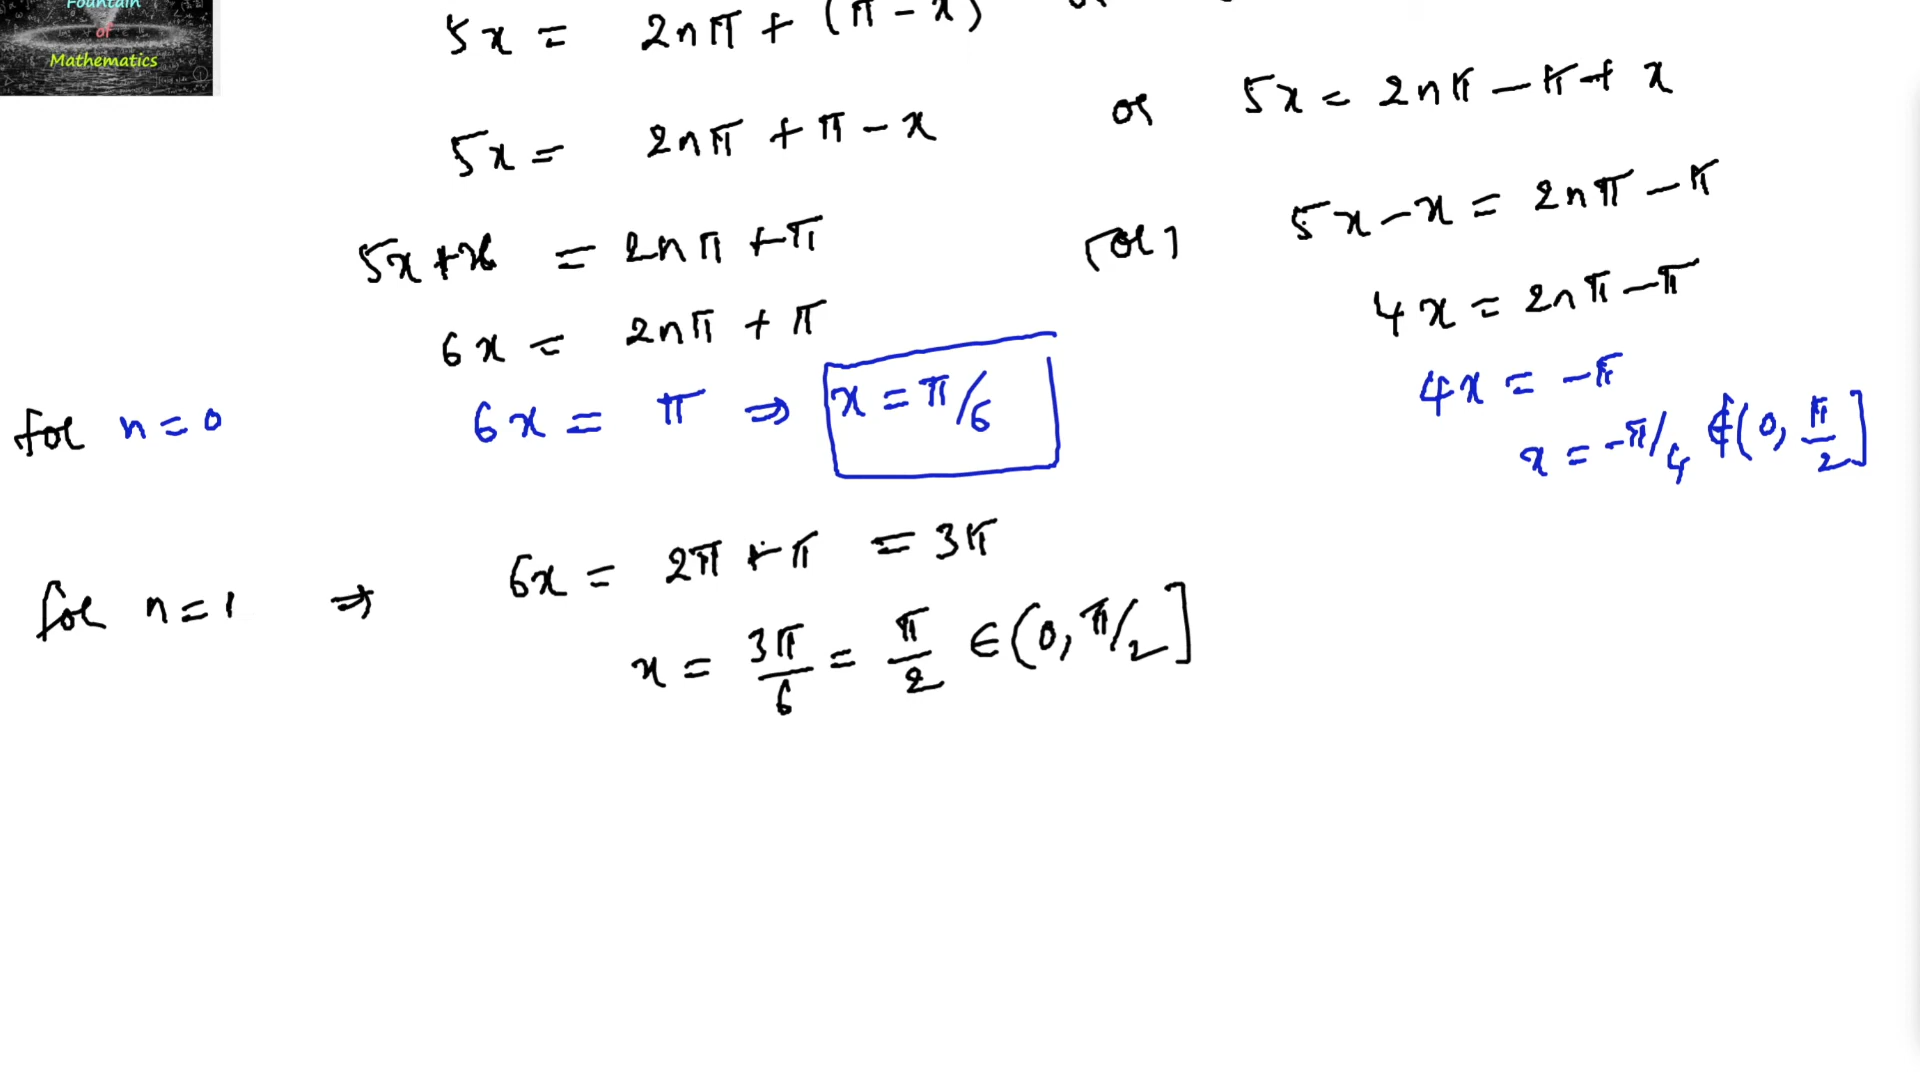 Fountain
of
Mathematics
5x = 2nπ + (π - x)
5x = 2nπ + π - x or 5x = 2nπ - π + x
5x + x = 2nπ + π (or) 5x - x = 2nπ - π
6x = 2nπ + π 4x = 2nπ - π
for n = 0 6x = π ⇒ x = π/6 4x = -π
x = -π/4 ∉ (0, π/2]
for n = 1 ⇒ 6x = 2π + π = 3π
x = 3π/6 = π/2 ∈ (0, π/2]